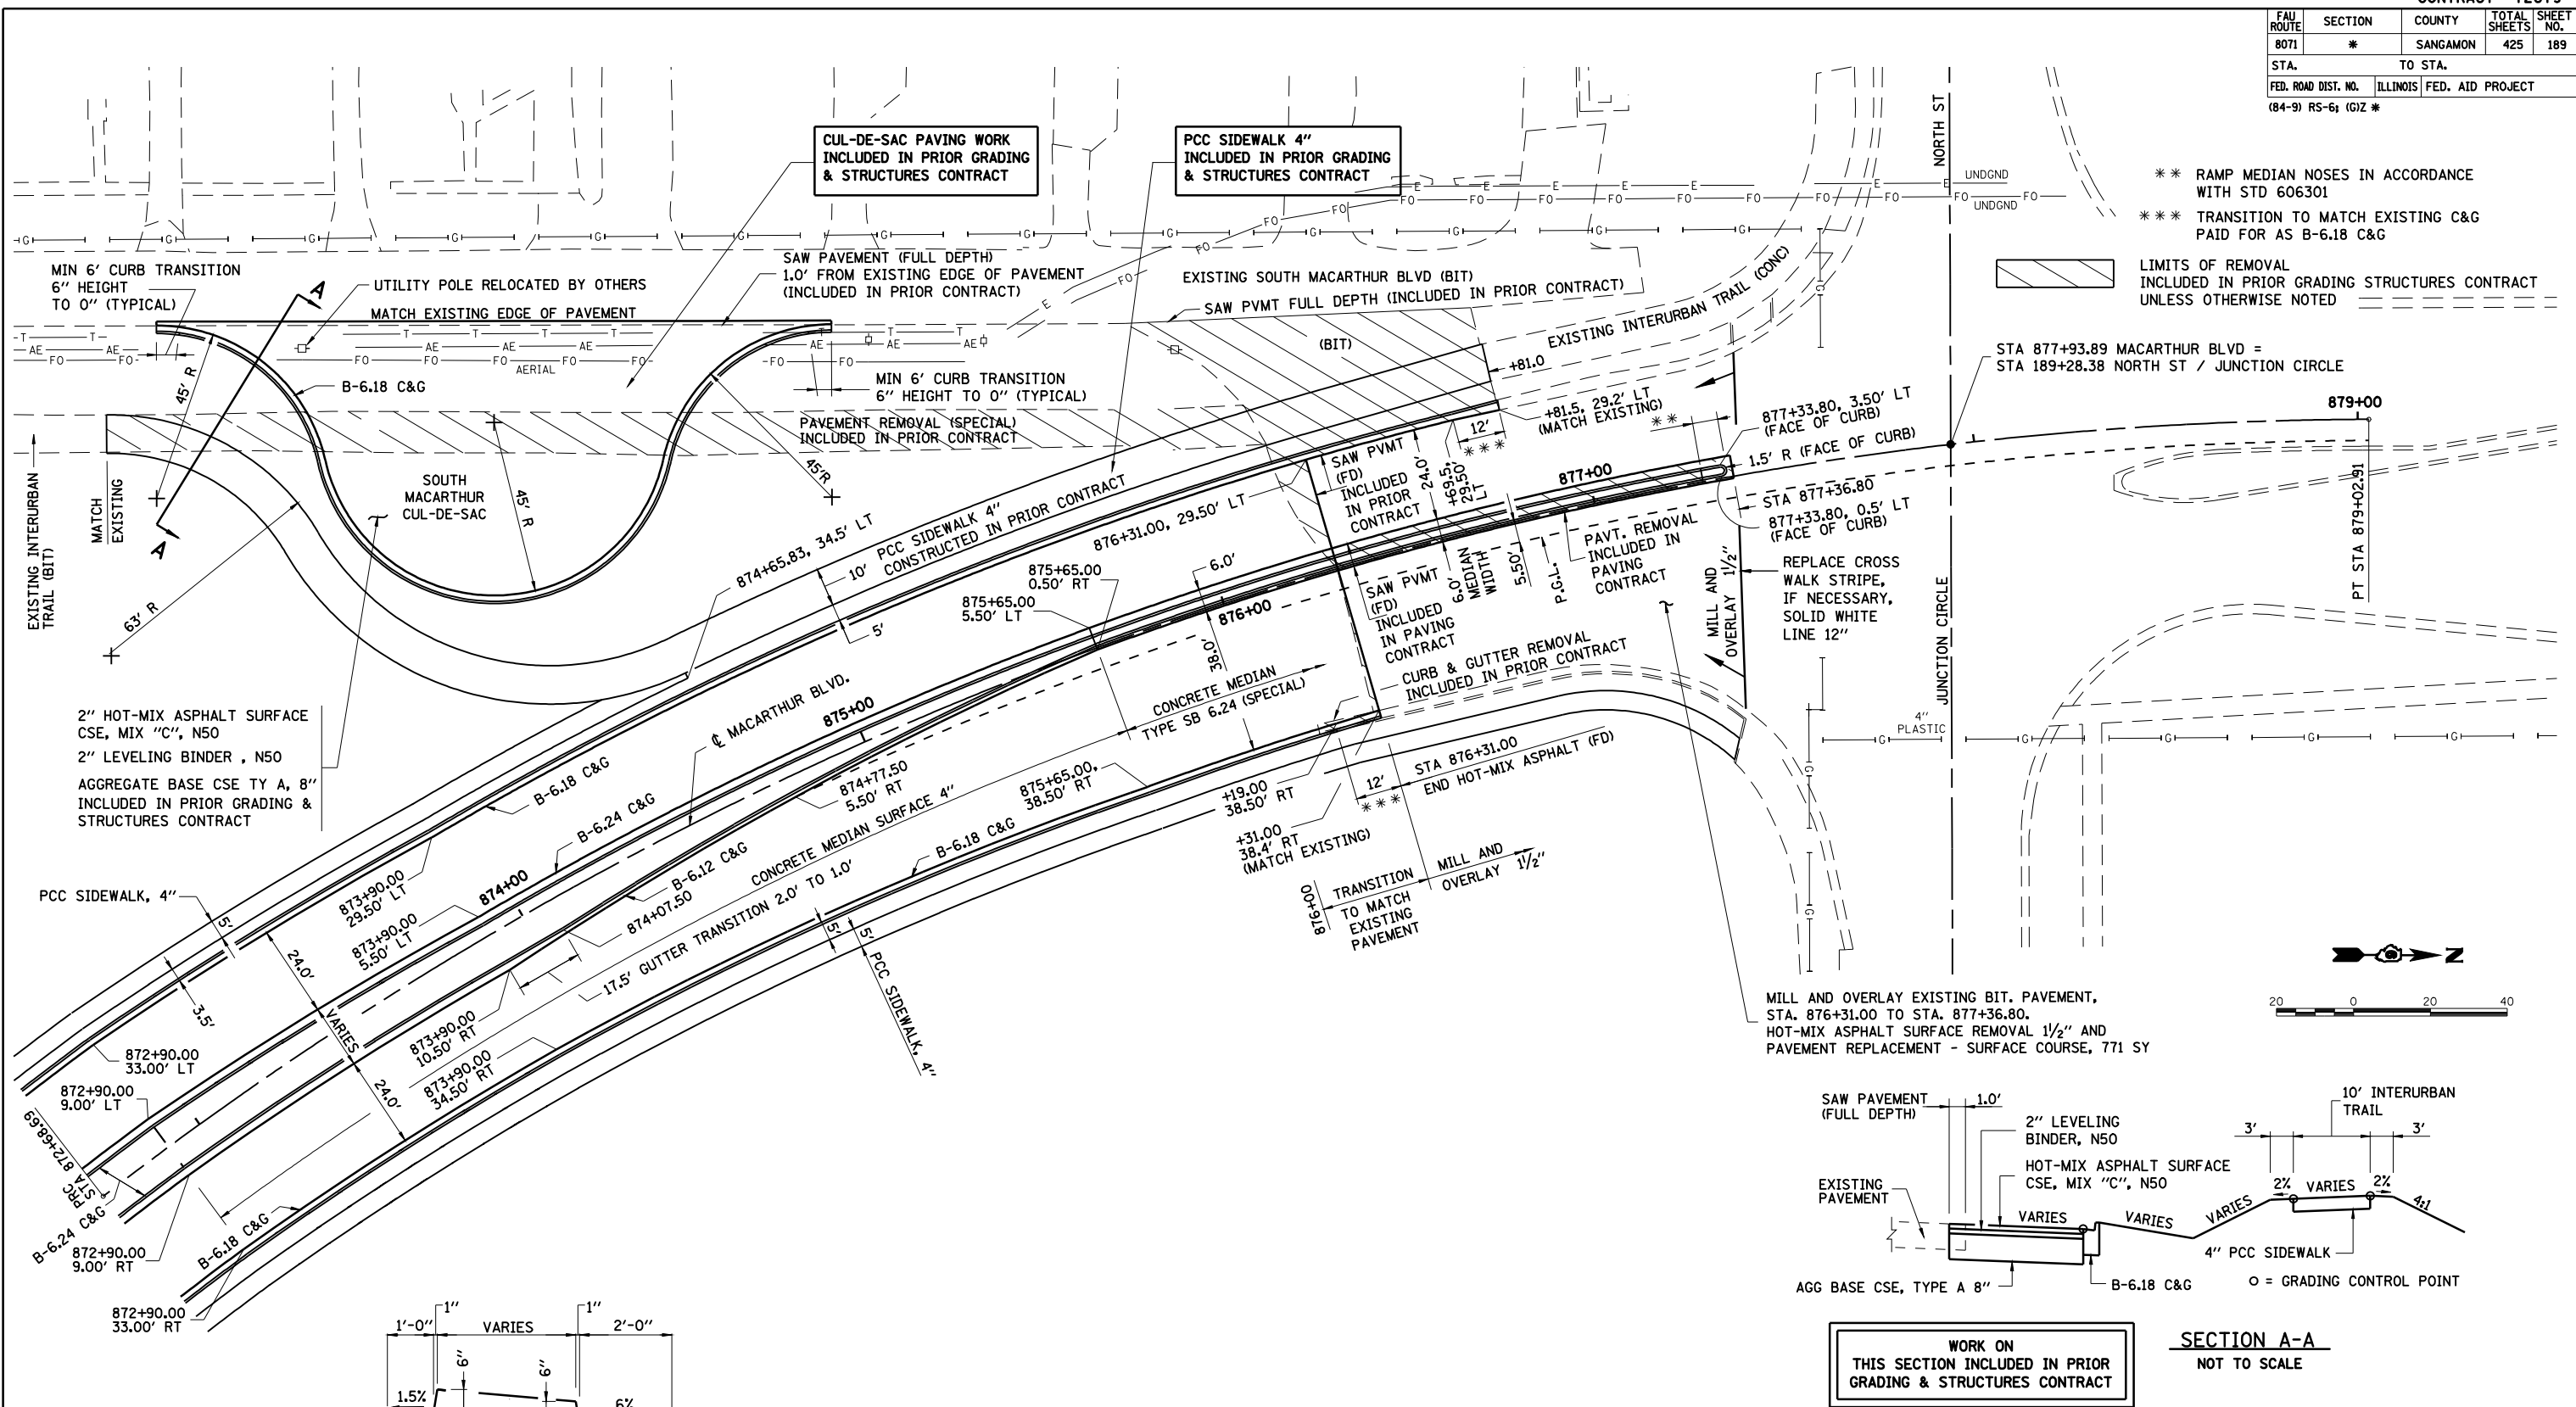 FAU ROUTE
SECTION
COUNTY
TOTAL SHEETS
SHEET NO.
8071
*
SANGAMON
425
189
STA.
TO STA.
FED. ROAD DIST. NO.
ILLINOIS
FED. AID PROJECT
(84-9) RS-6; (G)Z *
CUL-DE-SAC PAVING WORK
INCLUDED IN PRIOR GRADING
& STRUCTURES CONTRACT
PCC SIDEWALK 4"
INCLUDED IN PRIOR GRADING
& STRUCTURES CONTRACT
NORTH ST
UNDGND
UNDGND
** RAMP MEDIAN NOSES IN ACCORDANCE
WITH STD 606301
*** TRANSITION TO MATCH EXISTING C&G
PAID FOR AS B-6.18 C&G
LIMITS OF REMOVAL
INCLUDED IN PRIOR GRADING STRUCTURES CONTRACT
UNLESS OTHERWISE NOTED
MIN 6' CURB TRANSITION
6" HEIGHT
TO 0" (TYPICAL)
A
UTILITY POLE RELOCATED BY OTHERS
MATCH EXISTING EDGE OF PAVEMENT
SAW PAVEMENT (FULL DEPTH)
1.0' FROM EXISTING EDGE OF PAVEMENT
(INCLUDED IN PRIOR CONTRACT)
EXISTING SOUTH MACARTHUR BLVD (BIT)
SAW PVMT FULL DEPTH (INCLUDED IN PRIOR CONTRACT)
(BIT)
EXISTING INTERURBAN TRAIL (CONC)
+81.0
STA 877+93.89 MACARTHUR BLVD =
STA 189+28.38 NORTH ST / JUNCTION CIRCLE
AERIAL
45' R
B-6.18 C&G
MIN 6' CURB TRANSITION
6" HEIGHT TO 0" (TYPICAL)
PAVEMENT REMOVAL (SPECIAL)
INCLUDED IN PRIOR CONTRACT
45'R
+81.5, 29.2' LT
(MATCH EXISTING)
12'
***
**
877+33.80, 3.50' LT
(FACE OF CURB)
1.5' R (FACE OF CURB)
879+00
PT STA 879+02.91
EXISTING INTERURBAN
TRAIL (BIT)
MATCH
EXISTING
A
SOUTH
MACARTHUR
CUL-DE-SAC
45' R
63' R
SAW PVMT
(FD)
INCLUDED
IN PRIOR
CONTRACT
24.0'
+69.5,
29.50'
LT
877+00
STA 877+36.80
877+33.80, 0.5' LT
(FACE OF CURB)
874+65.83, 34.5' LT
10'
PCC SIDEWALK 4"
CONSTRUCTED IN PRIOR CONTRACT
876+31.00, 29.50' LT
875+65.00
0.50' RT
875+65.00
5.50' LT
6.0'
876+00
38.0'
5'
SAW PVMT
(FD)
INCLUDED
IN PAVING
CONTRACT
6.0'
MEDIAN
WIDTH
5.50'
P.G.L.
PAVT. REMOVAL
INCLUDED IN
PAVING
CONTRACT
MILL AND
OVERLAY 1 1/2"
REPLACE CROSS
WALK STRIPE,
IF NECESSARY,
SOLID WHITE
LINE 12"
JUNCTION CIRCLE
CURB & GUTTER REMOVAL
INCLUDED IN PRIOR CONTRACT
CONCRETE MEDIAN
TYPE SB 6.24 (SPECIAL)
4"
PLASTIC
2" HOT-MIX ASPHALT SURFACE
CSE, MIX "C", N50
2" LEVELING BINDER , N50
AGGREGATE BASE CSE TY A, 8"
INCLUDED IN PRIOR GRADING &
STRUCTURES CONTRACT
℄ MACARTHUR BLVD.
875+00
B-6.18 C&G
B-6.24 C&G
874+77.50
5.50' RT
CONCRETE MEDIAN SURFACE 4"
875+65.00,
38.50' RT
+19.00
38.50' RT
12'
***
STA 876+31.00
END HOT-MIX ASPHALT (FD)
+31.00
38.4' RT
(MATCH EXISTING)
876+00
TRANSITION
TO MATCH
EXISTING
PAVEMENT
MILL AND
OVERLAY 1 1/2"
PCC SIDEWALK, 4"
5'
873+90.00
29.50' LT
874+00
873+90.00
5.50' LT
B-6.12 C&G
874+07.50
17.5' GUTTER TRANSITION 2.0' TO 1.0'
B-6.18 C&G
5'
5'
PCC SIDEWALK, 4"
3.5'
24.0'
VARIES
24.0'
873+90.00
10.50' RT
873+90.00
34.50' RT
872+90.00
33.00' LT
872+90.00
9.00' LT
PRC
STA 872+68.69
B-6.24 C&G
872+90.00
9.00' RT
B-6.18 C&G
872+90.00
33.00' RT
N
20 0 20 40
MILL AND OVERLAY EXISTING BIT. PAVEMENT,
STA. 876+31.00 TO STA. 877+36.80.
HOT-MIX ASPHALT SURFACE REMOVAL 1 1/2" AND
PAVEMENT REPLACEMENT - SURFACE COURSE, 771 SY
SAW PAVEMENT
(FULL DEPTH)
1.0'
2" LEVELING
BINDER, N50
HOT-MIX ASPHALT SURFACE
CSE, MIX "C", N50
10' INTERURBAN
TRAIL
3'
3'
EXISTING
PAVEMENT
VARIES
VARIES
VARIES
2%
VARIES
2%
4:1
4" PCC SIDEWALK
AGG BASE CSE, TYPE A 8"
B-6.18 C&G
O = GRADING CONTROL POINT
SECTION A-A
NOT TO SCALE
WORK ON
THIS SECTION INCLUDED IN PRIOR
GRADING & STRUCTURES CONTRACT
1"
1"
1'-0"
VARIES
2'-0"
6"
6"
1.5%
6%